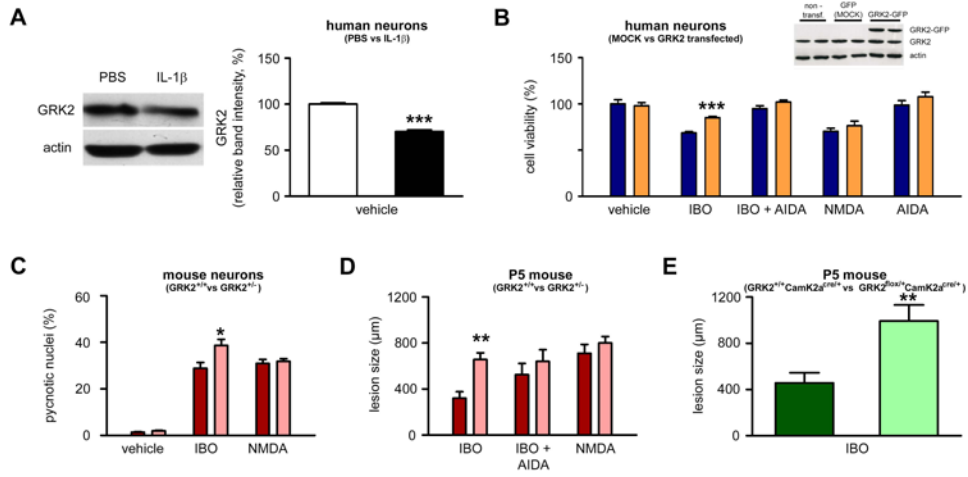 A
human neurons
(PBS vs IL-1β)
PBS IL-1β
GRK2
actin
GRK2
(relative band intensity, %)
150
100
50
0
***
vehicle
B
human neurons
(MOCK vs GRK2 transfected)
non -
transf.
GFP
(MOCK)
GRK2-GFP
GRK2-GFP
GRK2
actin
cell viability (%)
150
100
50
0
***
vehicle IBO IBO + AIDA NMDA AIDA
C
mouse neurons
(GRK2+/+vs GRK2+/-)
pycnotic nuclei (%)
60
40
20
0
*
vehicle IBO NMDA
D
P5 mouse
(GRK2+/+vs GRK2+/-)
lesion size (μm)
1200
800
400
0
**
IBO IBO + NMDA
AIDA
E
P5 mouse
(GRK2+/+CamK2acre/+ vs GRK2flox/+CamK2acre/+)
lesion size (μm)
1200
800
400
0
**
IBO